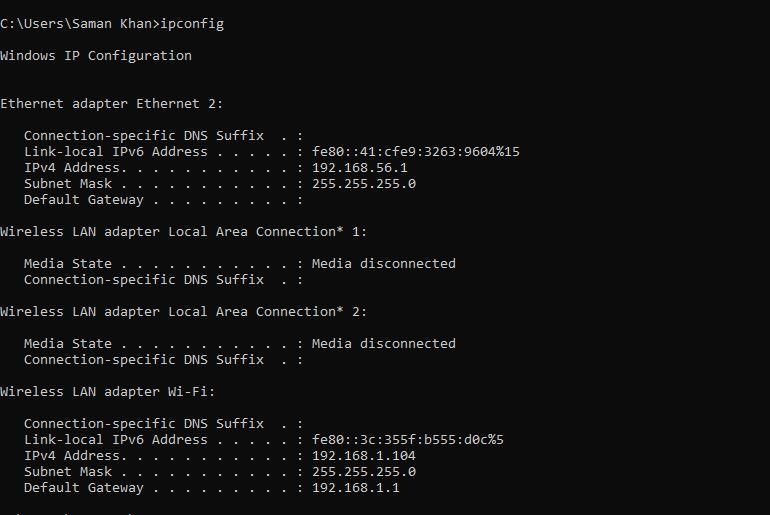 C:\Users\Saman Khan>ipconfig
Windows IP Configuration
Ethernet adapter Ethernet 2:
Connection-specific DNS Suffix . :
Link-local IPv6 Address . . . . . : fe80::41:cfe9:3263:9604%15
IPv4 Address. . . . . . . . . . . : 192.168.56.1
Subnet Mask . . . . . . . . . . . : 255.255.255.0
Default Gateway . . . . . . . . . :
Wireless LAN adapter Local Area Connection* 1:
Media State . . . . . . . . . . . : Media disconnected
Connection-specific DNS Suffix . :
Wireless LAN adapter Local Area Connection* 2:
Media State . . . . . . . . . . . : Media disconnected
Connection-specific DNS Suffix . :
Wireless LAN adapter Wi-Fi:
Connection-specific DNS Suffix . :
Link-local IPv6 Address . . . . . : fe80::3c:355f:b555:d0c%5
IPv4 Address. . . . . . . . . . . : 192.168.1.104
Subnet Mask . . . . . . . . . . . : 255.255.255.0
Default Gateway . . . . . . . . . : 192.168.1.1